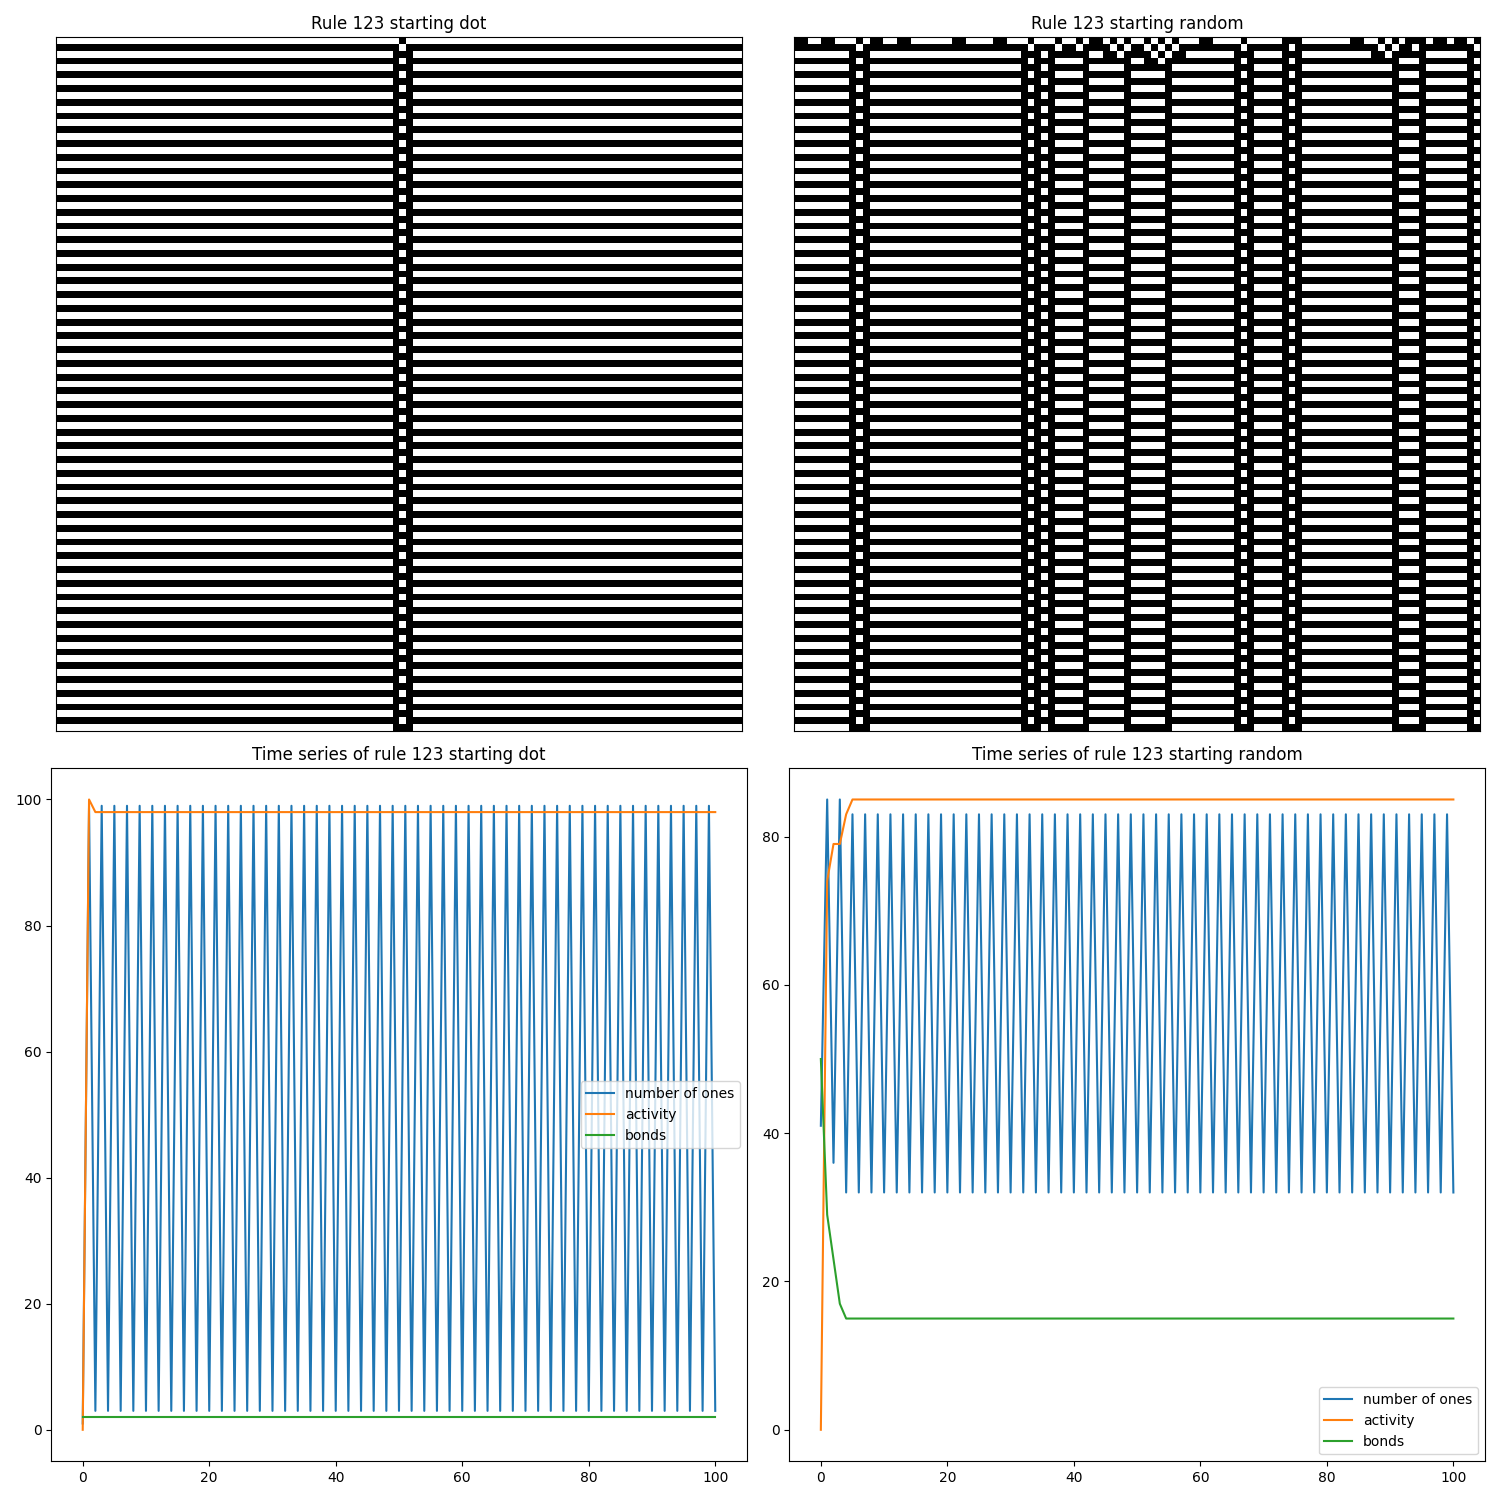 Rule 123 starting dot
Rule 123 starting random
Time series of rule 123 starting dot
100
80
60
40
20
0
0 20 40 60 80 100
number of ones
activity
bonds
Time series of rule 123 starting random
80
60
40
20
0
0 20 40 60 80 100
number of ones
activity
bonds